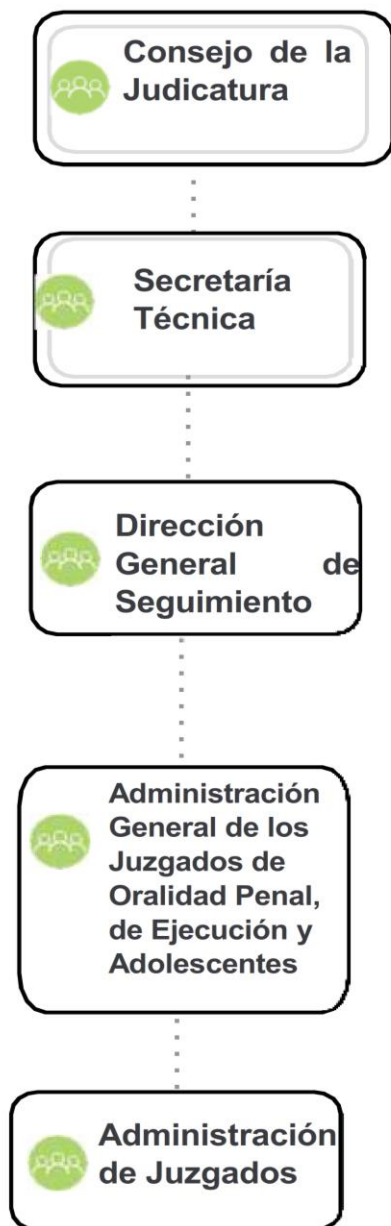 Consejo de la
Judicatura
Secretaría
Técnica
Dirección
General de
Seguimiento
Administración
General de los
Juzgados de
Oralidad Penal,
de Ejecución y
Adolescentes
Administración
de Juzgados